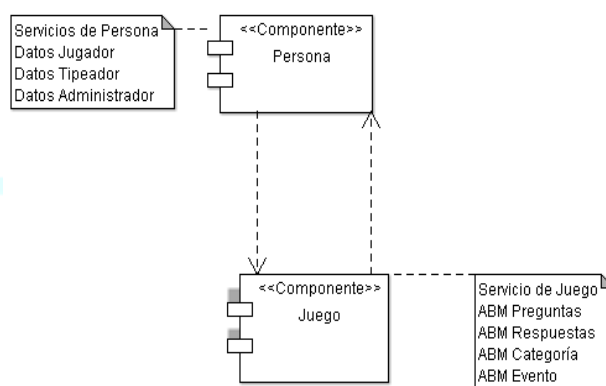 Servicios de Persona
Datos Jugador
Datos Tipeador
Datos Administrador
<<Componente>>
Persona
<<Componente>>
Juego
Servicio de Juego
ABM Preguntas
ABM Respuestas
ABM Categoría
ABM Evento